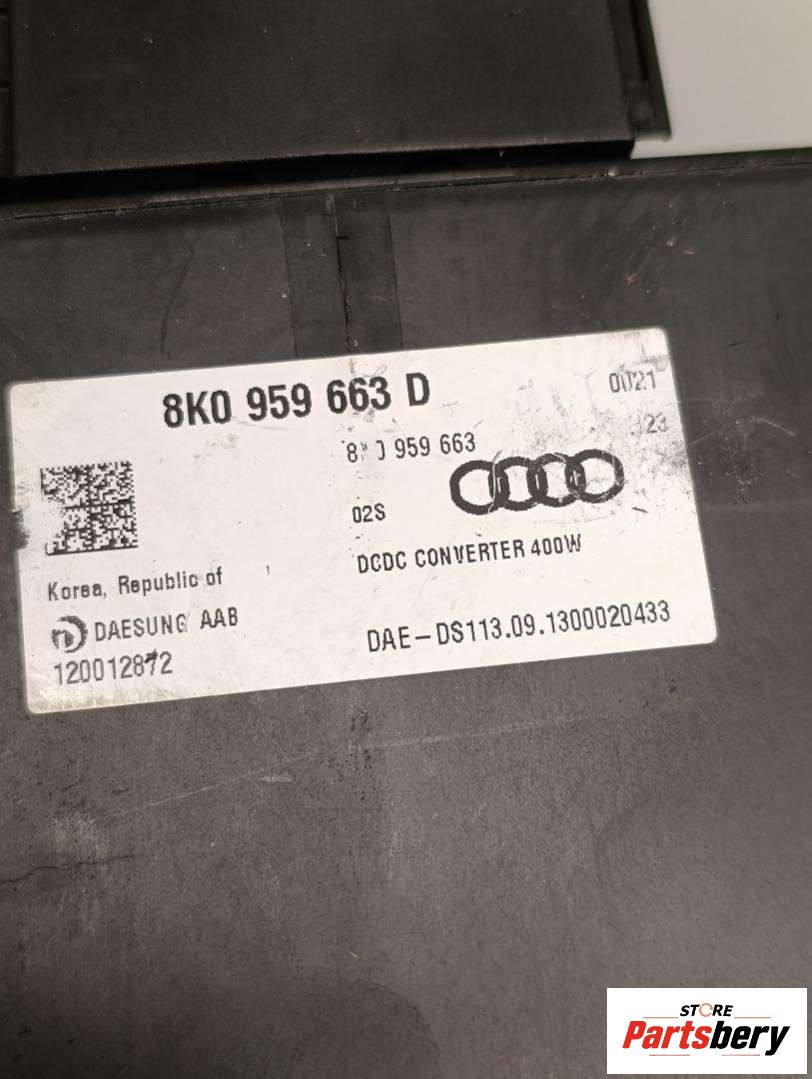 8K0 959 663 D
0021
959 663
23
02S
Korea, Republic of
DCDC CONVERTER 400W
DAESUNG AAB
120012872
DAE-DS113.09.1300020433
STORE
Partsbery